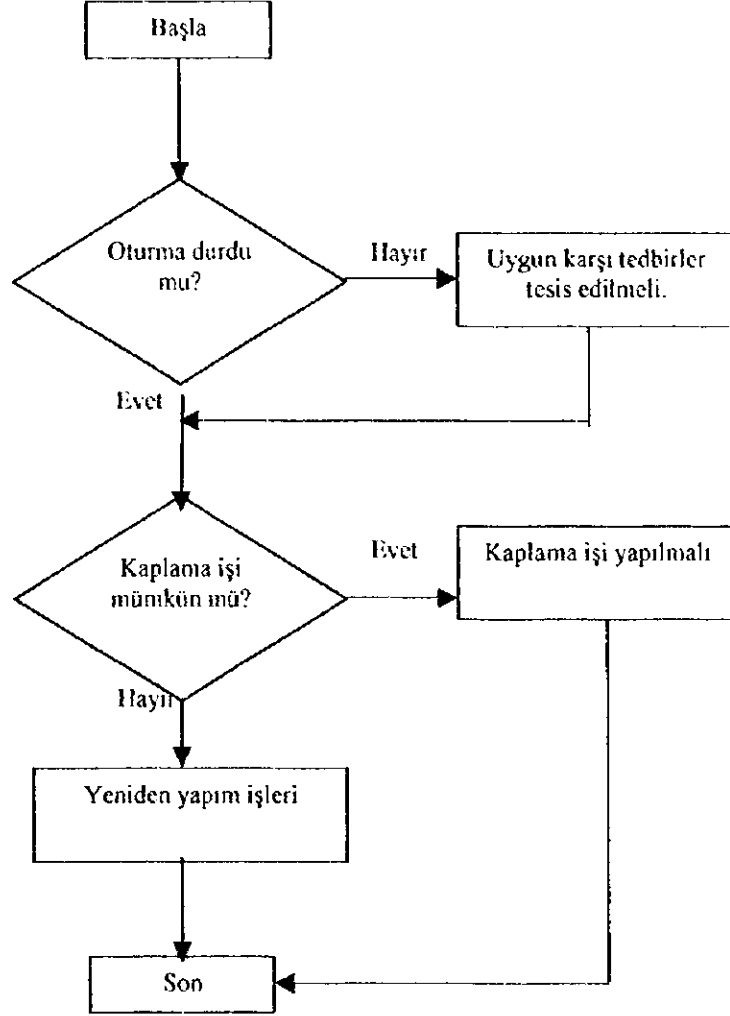 Başla
Oturma durdu
mu?
Hayır
Uygun karşı tedbirler
tesis edilmeli.
Evet
Kaplama işi
mümkün mü?
Evet
Kaplama işi yapılmalı
Hayır
Yeniden yapım işleri
Son